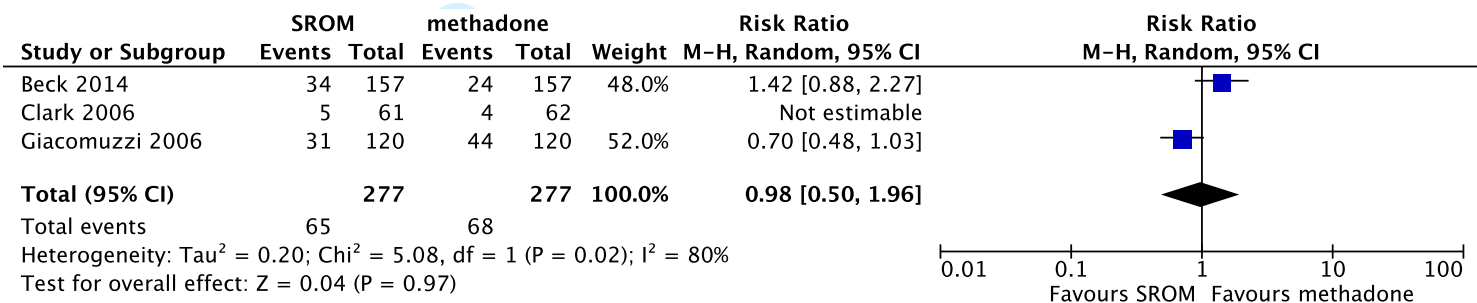 SROM methadone Risk Ratio Risk Ratio
Study or Subgroup Events Total Events Total Weight M-H, Random, 95% CI M-H, Random, 95% CI
Beck 2014 34 157 24 157 48.0% 1.42 [0.88, 2.27]
Clark 2006 5 61 4 62 Not estimable
Giacomuzzi 2006 31 120 44 120 52.0% 0.70 [0.48, 1.03]
Total (95% CI) 277 277 100.0% 0.98 [0.50, 1.96]
Total events 65 68
Heterogeneity: Tau² = 0.20; Chi² = 5.08, df = 1 (P = 0.02); I² = 80%
Test for overall effect: Z = 0.04 (P = 0.97)
0.01 0.1 1 10 100
Favours SROM Favours methadone